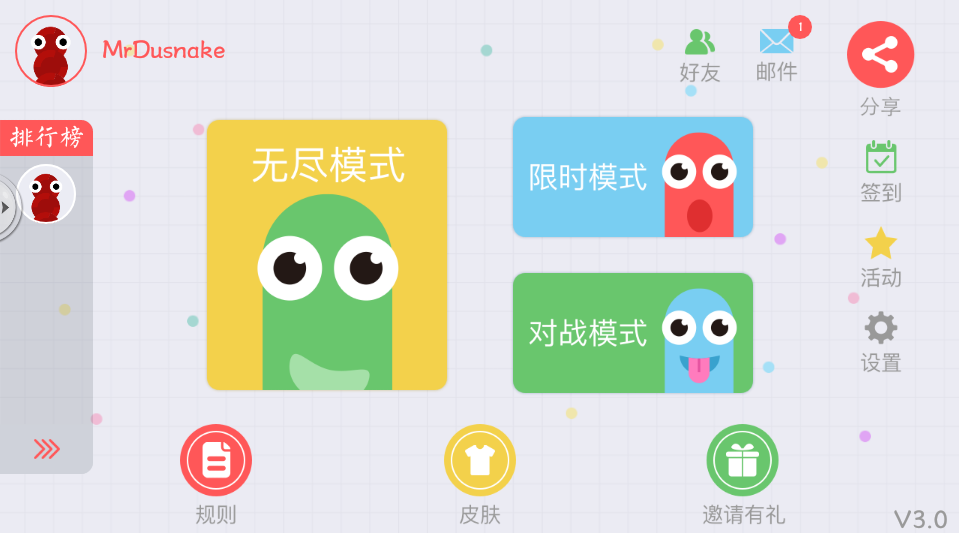 MrDusnake
好友
邮件
1
分享
排行榜
无尽模式
限时模式
签到
活动
对战模式
设置
规则
皮肤
邀请有礼
V3.0